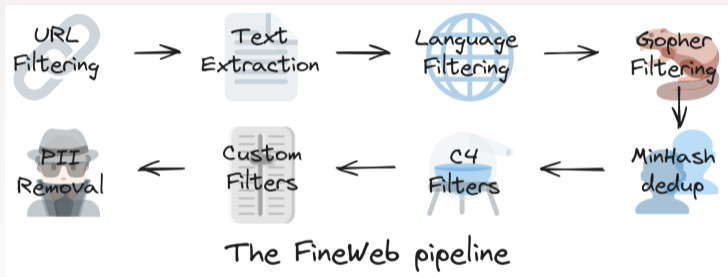 URL
Filtering
Text
Extraction
Language
Filtering
Gopher
Filtering
MinHash
dedup
C4
Filters
Custom
Filters
PII
Removal
The FineWeb pipeline